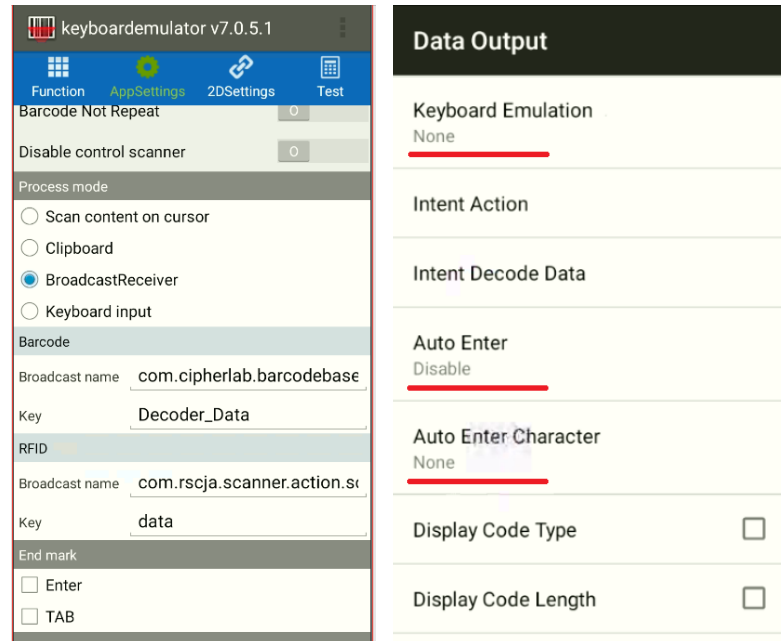 keyboardemulator v7.0.5.1
Function AppSettings 2DSettings Test
Barcode Not Repeat O
Disable control scanner O
Process mode
Scan content on cursor
Clipboard
BroadcastReceiver
Keyboard input
Barcode
Broadcast name com.cipherlab.barcodebase
Key Decoder_Data
RFID
Broadcast name com.rscja.scanner.action.sc
Key data
End mark
Enter
TAB
Data Output
Keyboard Emulation
None
Intent Action
Intent Decode Data
Auto Enter
Disable
Auto Enter Character
None
Display Code Type
Display Code Length